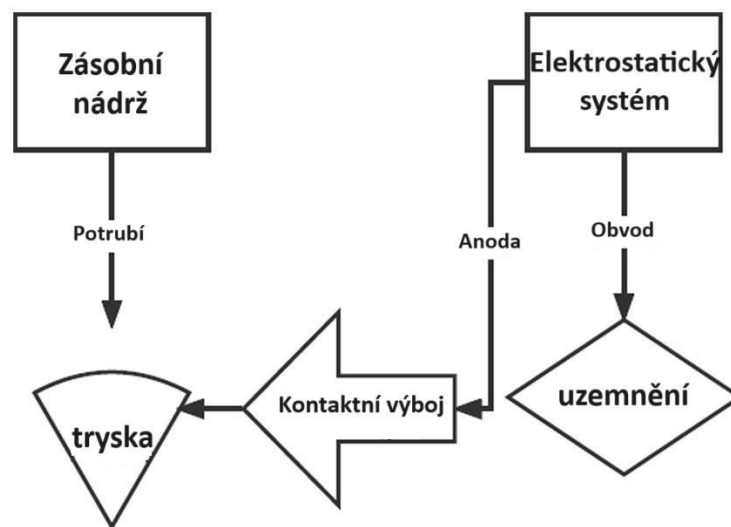 Zásobní
nádrž
Elektrostatický
systém
Potrubí
Anoda
Obvod
tryska
Kontaktní výboj
uzemnění